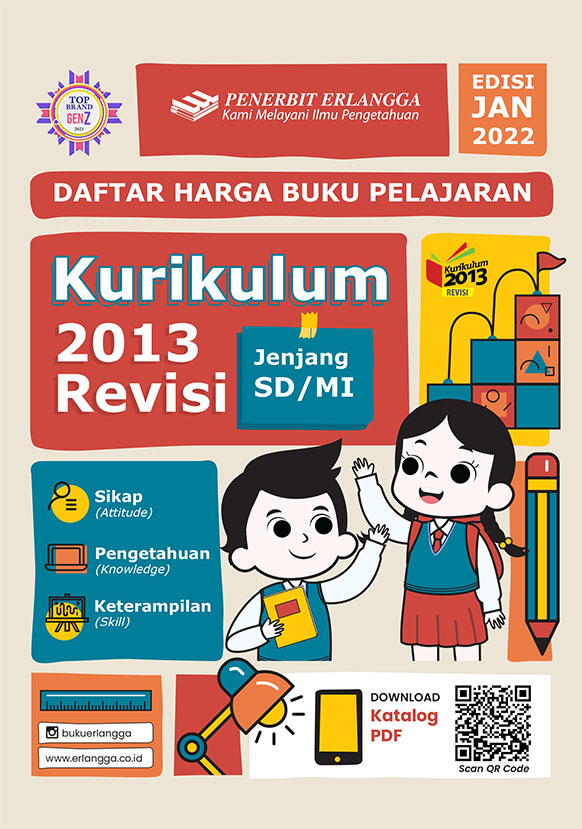 TOP
BRAND
GENZ
2021
PENERBIT ERLANGGA
Kami Melayani Ilmu Pengetahuan
EDISI
JAN
2022
DAFTAR HARGA BUKU PELAJARAN
Kurikulum
2013
Revisi
Jenjang
SD/MI
Kurikulum
2013
REVISI
Sikap
(Attitude)
Pengetahuan
(Knowledge)
Keterampilan
(Skill)
bukuerlangga
www.erlangga.co.id
DOWNLOAD
Katalog
PDF
Scan QR Code